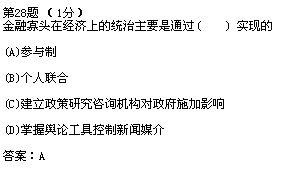 第28题 (1分)
金融寡头在经济上的统治主要是通过(  )实现的
(A)参与制
(B)个人联合
(C)建立政策研究咨询机构对政府施加影响
(D)掌握舆论工具控制新闻媒介
答案：A